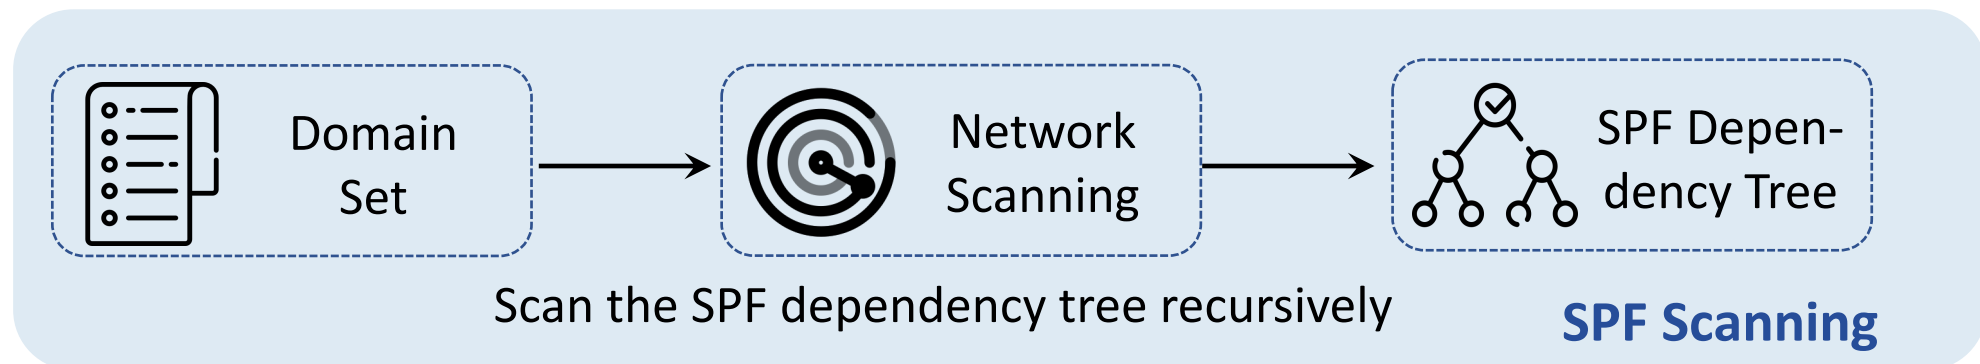 Domain
Set
Network
Scanning
SPF Depen-
dency Tree
Scan the SPF dependency tree recursively
SPF Scanning